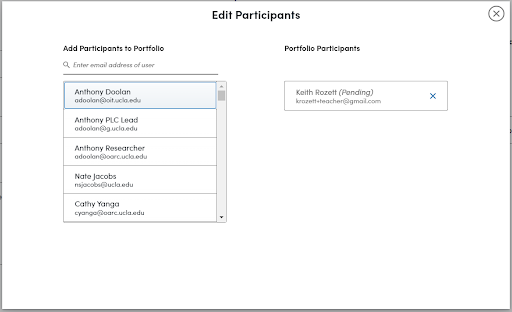 Edit Participants
Add Participants to Portfolio
Enter email address of user
Anthony Doolan
adoolan@oit.ucla.edu
Anthony PLC Lead
adoolan@g.ucla.edu
Anthony Researcher
adoolan@oarc.ucla.edu
Nate Jacobs
nsjacobs@ucla.edu
Cathy Yanga
cyanga@oarc.ucla.edu
Portfolio Participants
Keith Rozett (Pending)
krozett+teacher@gmail.com